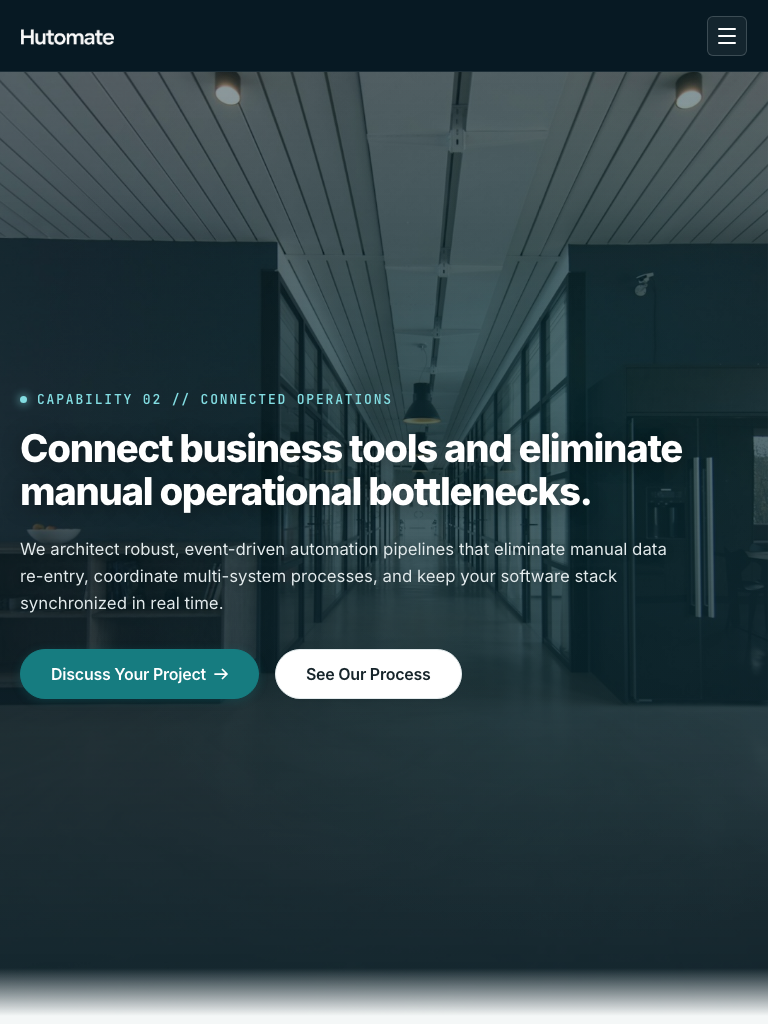 Hutomate
CAPABILITY 02 // CONNECTED OPERATIONS
Connect business tools and eliminate
manual operational bottlenecks.
We architect robust, event-driven automation pipelines that eliminate manual data
re-entry, coordinate multi-system processes, and keep your software stack
synchronized in real time.
Discuss Your Project →
See Our Process